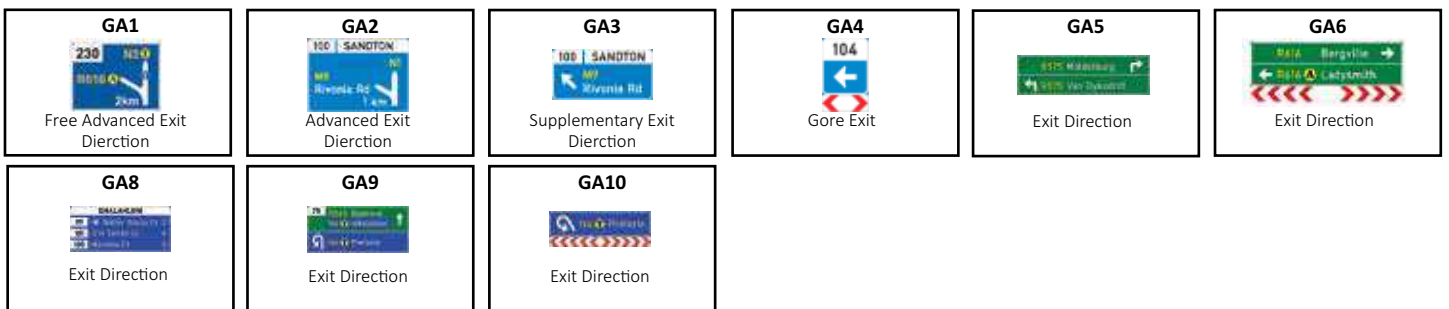 GA1
230 N3
R616 A
2km
Free Advanced Exit
Dierction
GA2
100 SANDTON
N1
M9
Rivonia Rd
1 km
Advanced Exit
Dierction
GA3
100 SANDTON
M9
Rivonia Rd
Supplementary Exit
Dierction
GA4
104
Gore Exit
GA5
Exit Direction
GA6
R616 Bergville
R616 A Ladysmith
Exit Direction
GA8
Exit Direction
GA9
Exit Direction
GA10
Exit Direction